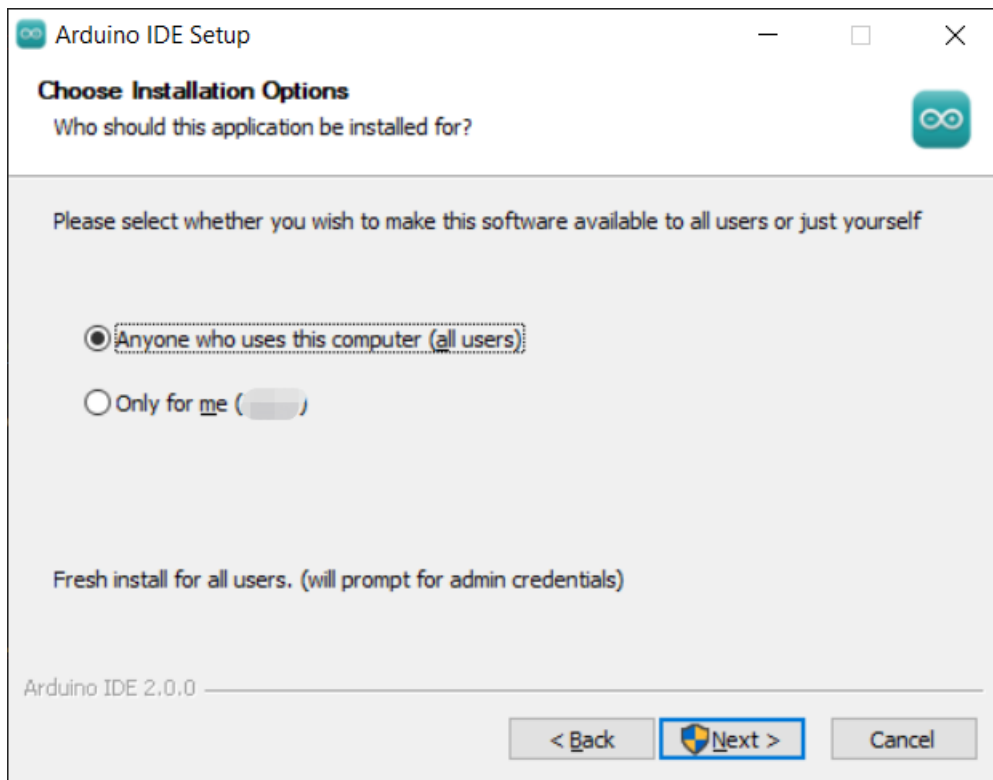 Arduino IDE Setup
Choose Installation Options
Who should this application be installed for?
Please select whether you wish to make this software available to all users or just yourself
Anyone who uses this computer (all users)
Only for me ( )
Fresh install for all users. (will prompt for admin credentials)
Arduino IDE 2.0.0
< Back Next > Cancel